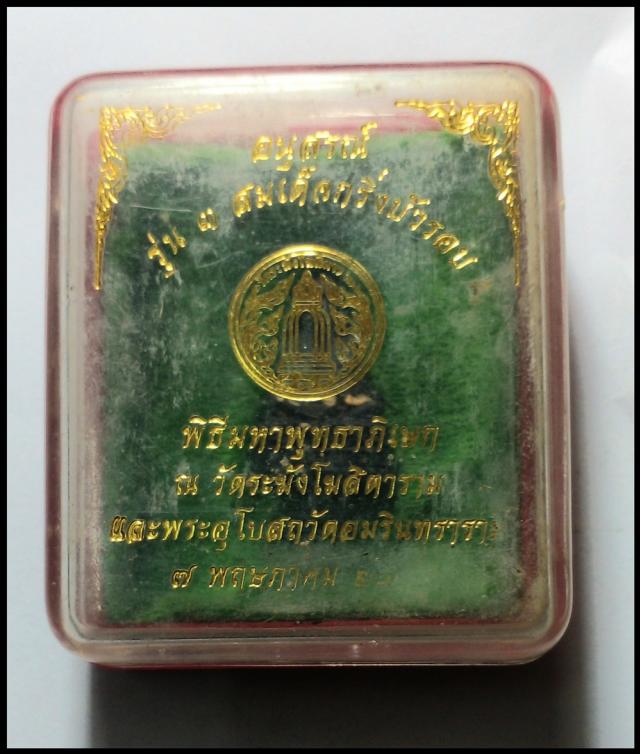 อนุสรณ์
รุ่น ๓ สมเด็จกริ่งบัวรอบ
พิธีมหาพุทธาภิเษก
ณ วัดระฆังโฆสิตาราม
และพระอุโบสถวัดอมรินทราราม
๗ พฤษภาคม